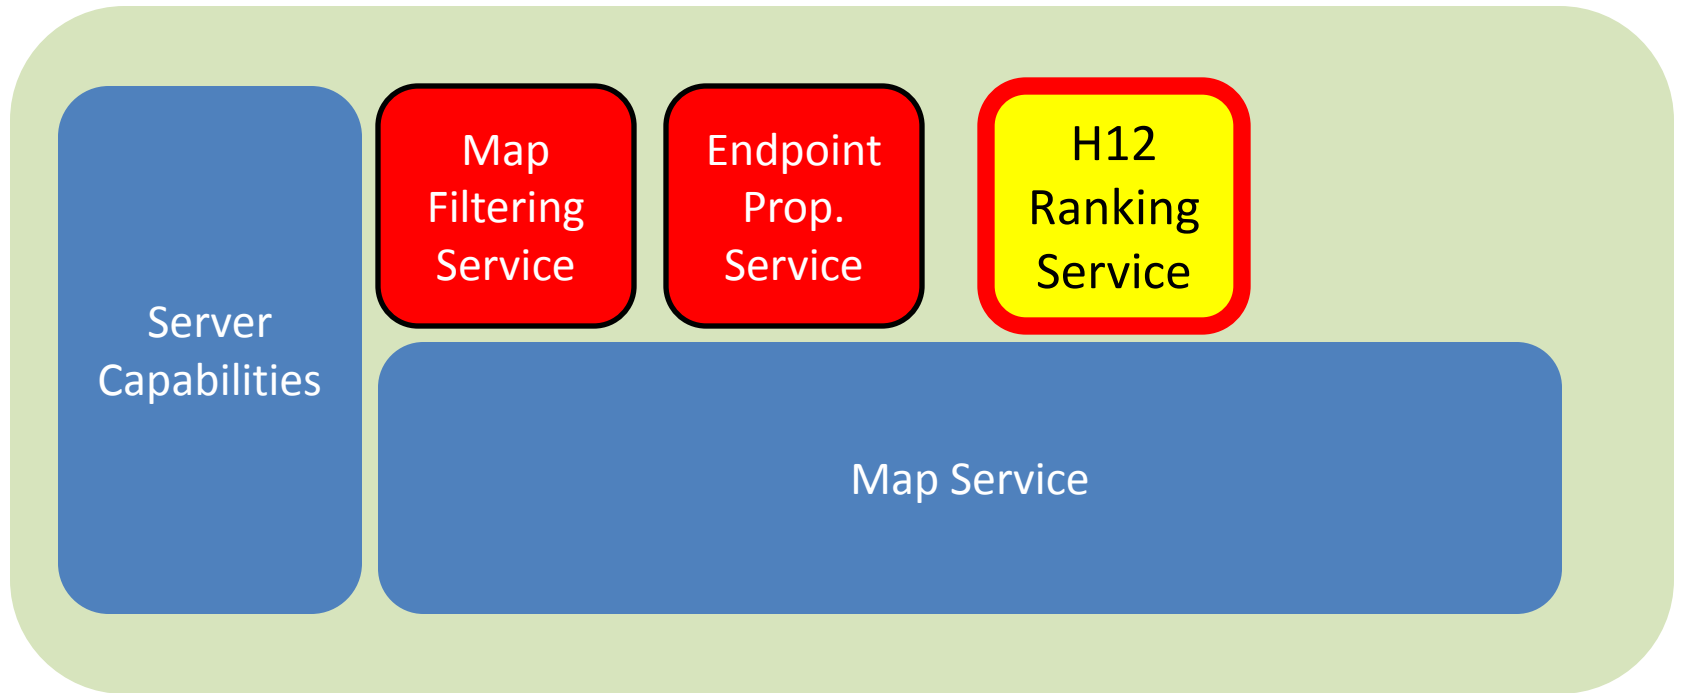 Server
Capabilities
Map
Filtering
Service
Endpoint
Prop.
Service
H12
Ranking
Service
Map Service